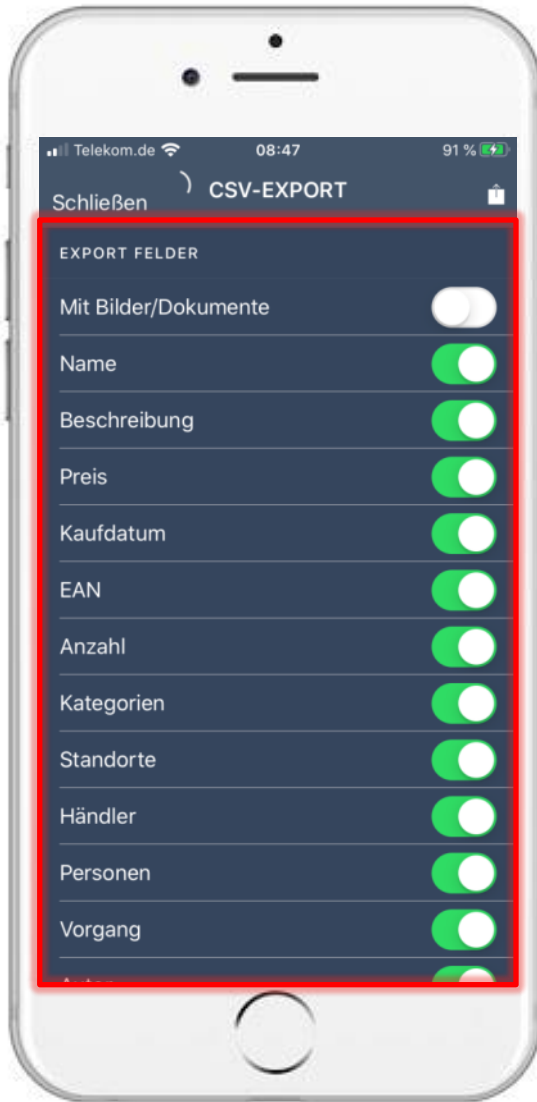 Telekom.de 08:47 91 %
Schließen CSV-EXPORT
EXPORT FELDER
Mit Bilder/Dokumente
Name
Beschreibung
Preis
Kaufdatum
EAN
Anzahl
Kategorien
Standorte
Händler
Personen
Vorgang